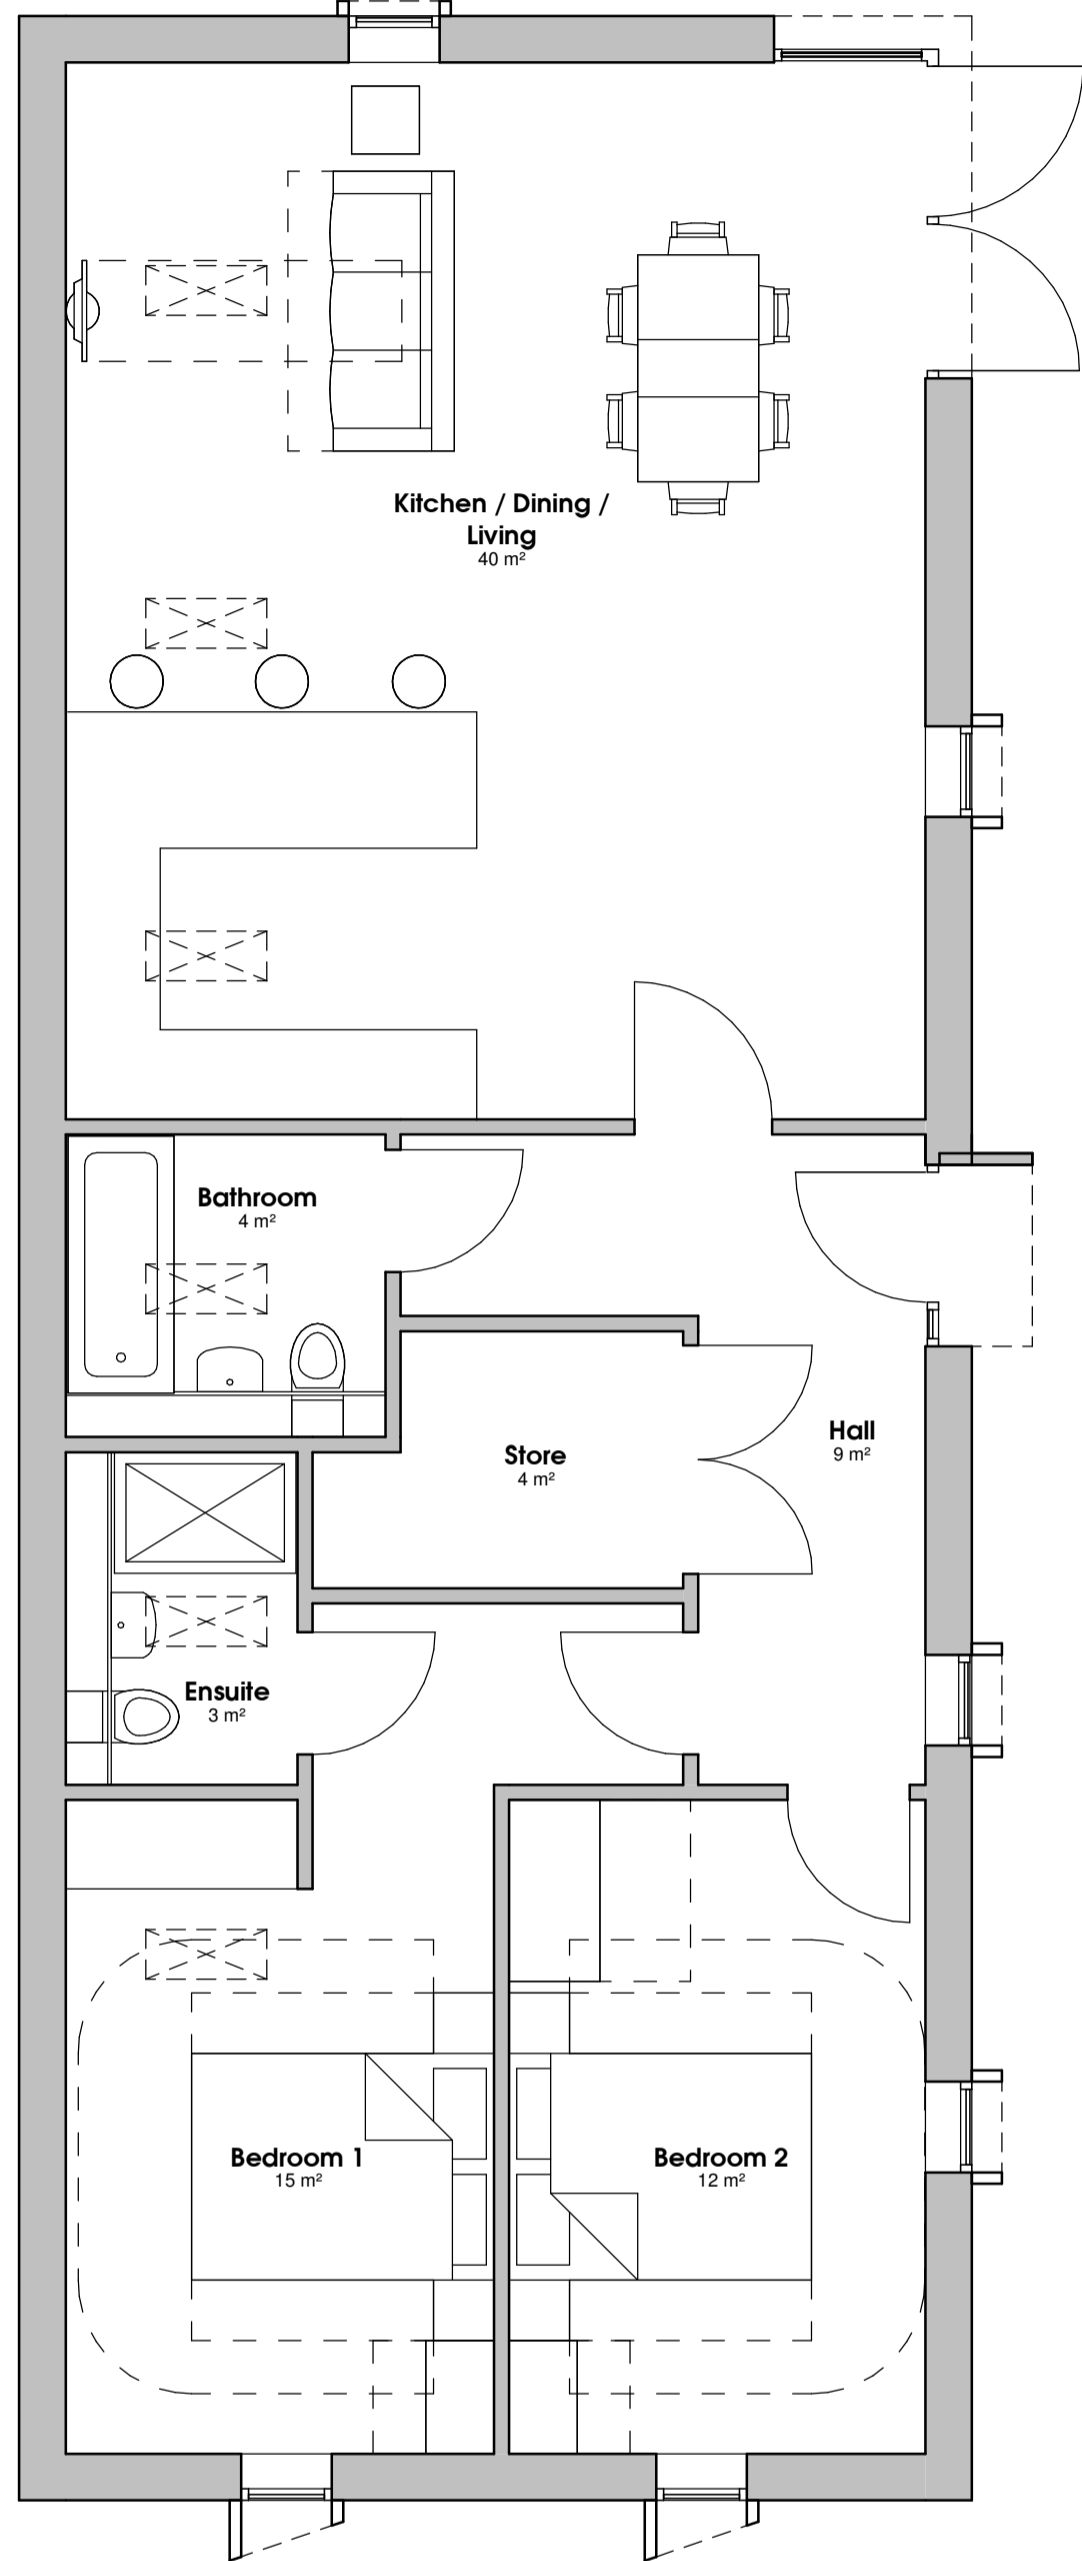 Kitchen / Dining /
Living
40 m²
Bathroom
4 m²
Hall
9 m²
Store
4 m²
Ensuite
3 m²
Bedroom 1
15 m²
Bedroom 2
12 m²